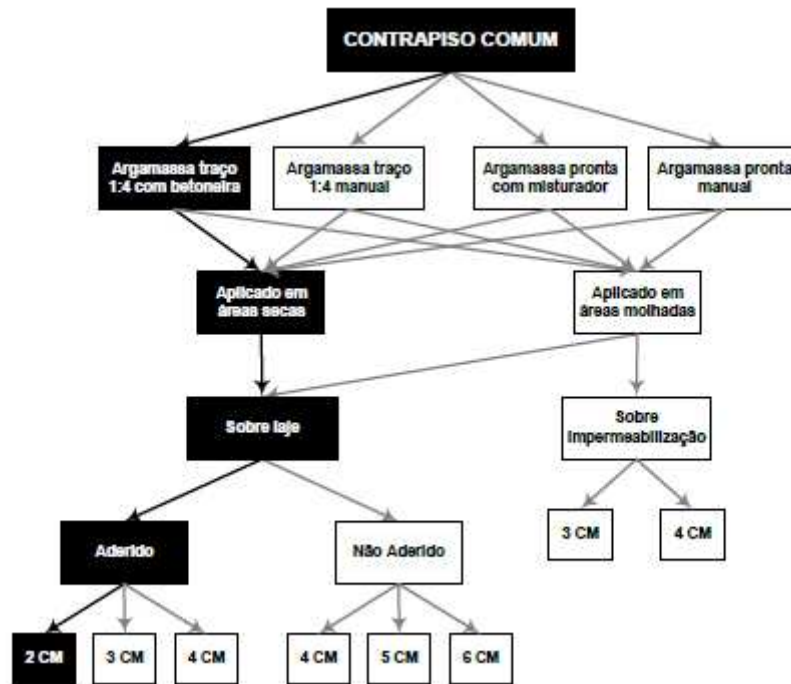 CONTRAPISO COMUM
Argamassa traço
1:4 com betoneira
Argamassa traço
1:4 manual
Argamassa pronta
com misturador
Argamassa pronta
manual
Aplicado em
áreas secas
Aplicado em
áreas molhadas
Sobre laje
Sobre
impermeabilização
3 CM
4 CM
Aderido
Não Aderido
2 CM
3 CM
4 CM
4 CM
5 CM
6 CM